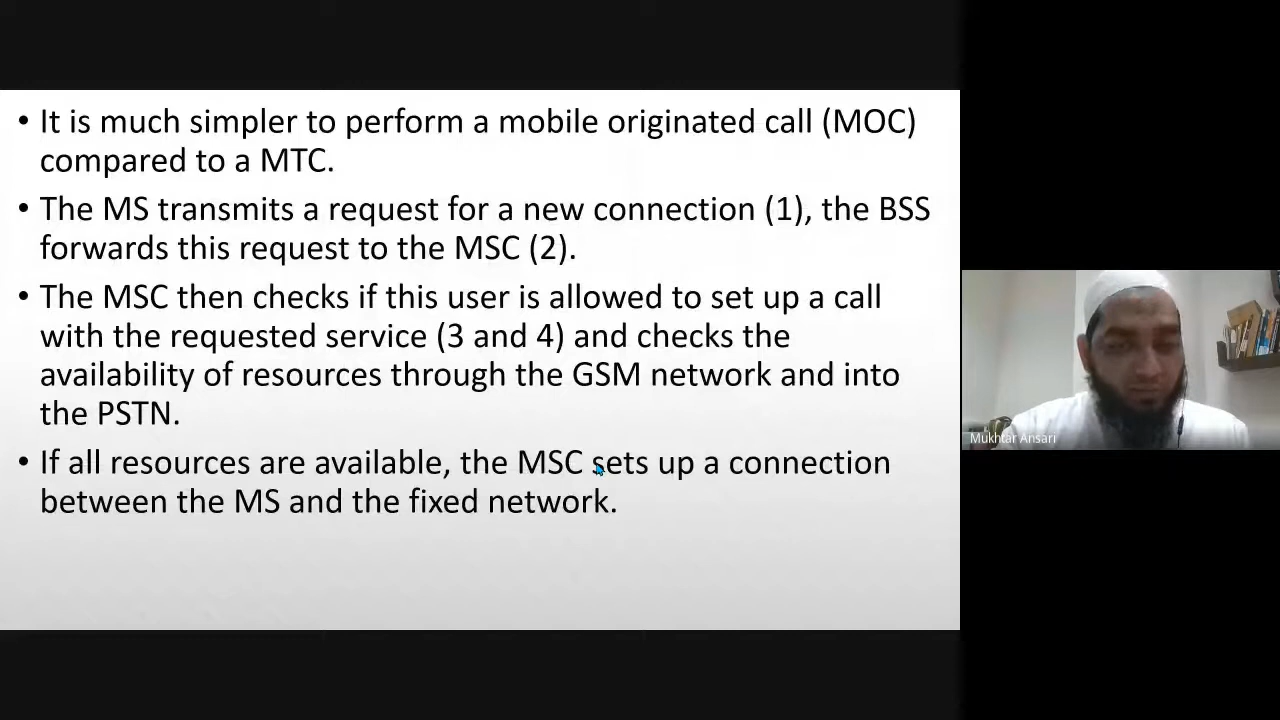 • It is much simpler to perform a mobile originated call (MOC)
compared to a MTC.
• The MS transmits a request for a new connection (1), the BSS
forwards this request to the MSC (2).
• The MSC then checks if this user is allowed to set up a call
with the requested service (3 and 4) and checks the
availability of resources through the GSM network and into
the PSTN.
• If all resources are available, the MSC sets up a connection
between the MS and the fixed network.
Mukhtar Ansari